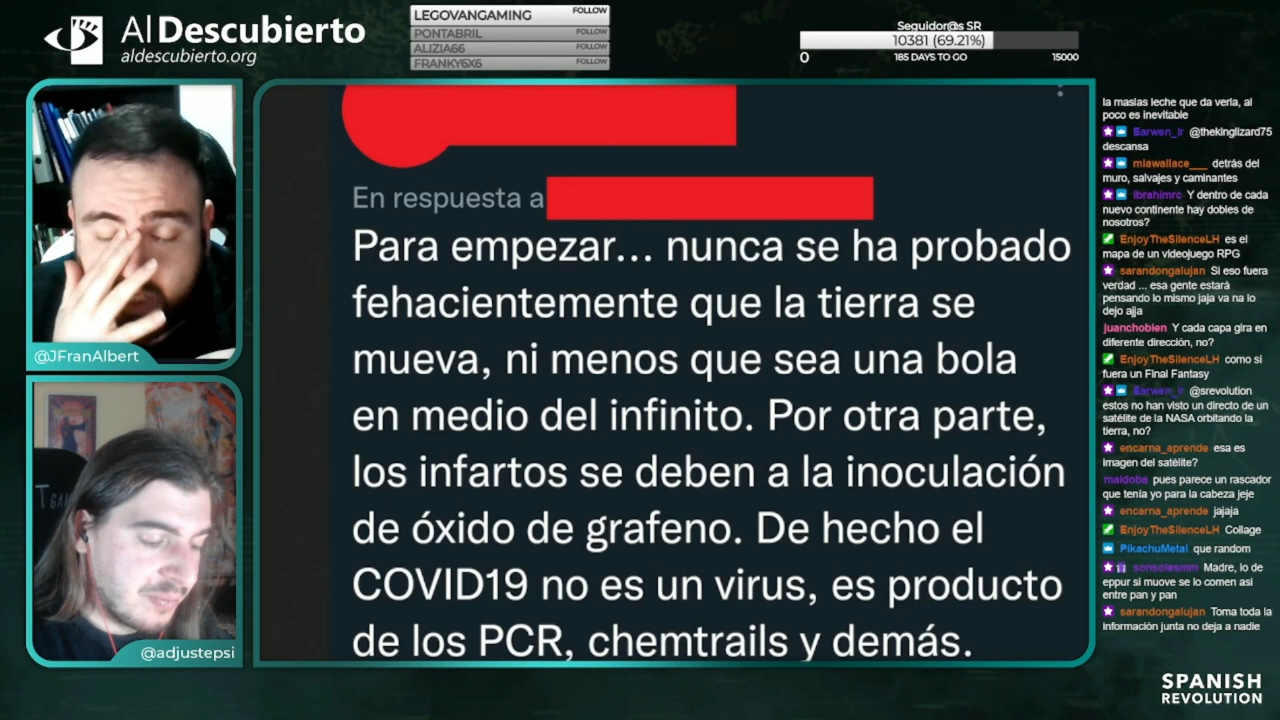 Al Descubierto
aldescubierto.org
LEGOVANGAMING FOLLOW
PONTABRIL FOLLOW
ALIZIA66 FOLLOW
FRANKY6X6 FOLLOW
Seguidor@s SR
10381 (69.21%)
0 185 DAYS TO GO 15000
@JFranAlbert
@adjustepsi
En respuesta a
Para empezar... nunca se ha probado
fehacientemente que la tierra se
mueva, ni menos que sea una bola
en medio del infinito. Por otra parte,
los infartos se deben a la inoculación
de óxido de grafeno. De hecho el
COVID19 no es un virus, es producto
de los PCR, chemtrails y demás.
la masias leche que da verla, al
poco es inevitable
Earwen_Ir @thekinglizard75
descansa
miawallace___ detrás del
muro, salvajes y caminantes
ibrahimrc Y dentro de cada
nuevo continente hay dobles de
nosotros?
EnjoyTheSilenceLH es el
mapa de un videojuego RPG
sarandongalujan Si eso fuera
verdad ... esa gente estará
pensando lo mismo jaja va na lo
dejo ajja
juanchobien Y cada capa gira en
diferente dirección, no?
EnjoyTheSilenceLH como si
fuera un Final Fantasy
Earwen_Ir @srevolution
estos no han visto un directo de un
satélite de la NASA orbitando la
tierra, no?
encarna_aprende esa es
imagen del satélite?
maidoba pues parece un rascador
que tenía yo para la cabeza jeje
encarna_aprende jajaja
EnjoyTheSilenceLH Collage
PikachuMetal que random
sonsolesmm Madre, lo de
eppur si muove se lo comen asi
entre pan y pan
sarandongalujan Toma toda la
información junta no deja a nadie
SPANISH
REVOLUTION